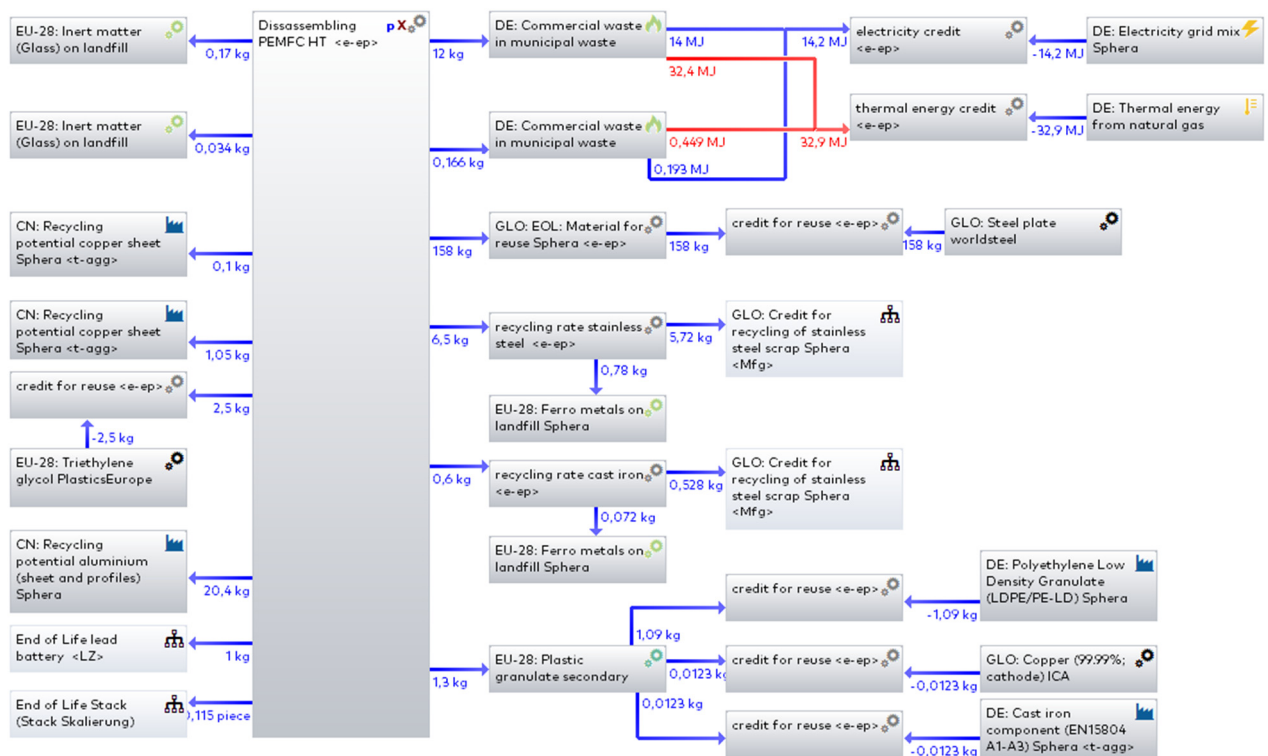 EU-28: Inert matter
(Glass) on landfill
0,17 kg
Dissassembling
PEMFC HT <e-ep>
pX
12 kg
DE: Commercial waste
in municipal waste
14 MJ
32,4 MJ
14,2 MJ
electricity credit
<e-ep>
-14,2 MJ
DE: Electricity grid mix
Sphera
EU-28: Inert matter
(Glass) on landfill
0,034 kg
0,166 kg
DE: Commercial waste
in municipal waste
0,449 MJ
0,193 MJ
32,9 MJ
thermal energy credit
<e-ep>
-32,9 MJ
DE: Thermal energy
from natural gas
CN: Recycling
potential copper sheet
Sphera <t-agg>
0,1 kg
158 kg
GLO: EOL: Material for
reuse Sphera <e-ep>
158 kg
credit for reuse <e-ep>
158 kg
GLO: Steel plate
worldsteel
CN: Recycling
potential copper sheet
Sphera <t-agg>
1,05 kg
6,5 kg
recycling rate stainless
steel <e-ep>
5,72 kg
GLO: Credit for
recycling of stainless
steel scrap Sphera
<Mfg>
0,78 kg
EU-28: Ferro metals on
landfill Sphera
credit for reuse <e-ep>
2,5 kg
-2,5 kg
EU-28: Triethylene
glycol PlasticsEurope
0,6 kg
recycling rate cast iron
<e-ep>
0,528 kg
GLO: Credit for
recycling of stainless
steel scrap Sphera
<Mfg>
0,072 kg
EU-28: Ferro metals on
landfill Sphera
CN: Recycling
potential aluminium
(sheet and profiles)
Sphera
20,4 kg
End of Life lead
battery <LZ>
1 kg
End of Life Stack
(Stack Skalierung)
,115 piece
1,3 kg
EU-28: Plastic
granulate secondary
1,09 kg
credit for reuse <e-ep>
-1,09 kg
DE: Polyethylene Low
Density Granulate
(LDPE/PE-LD) Sphera
0,0123 kg
credit for reuse <e-ep>
-0,0123 kg
GLO: Copper (99.99%;
cathode) ICA
0,0123 kg
credit for reuse <e-ep>
-0,0123 kg
DE: Cast iron
component (EN15804
A1-A3) Sphera <t-agg>